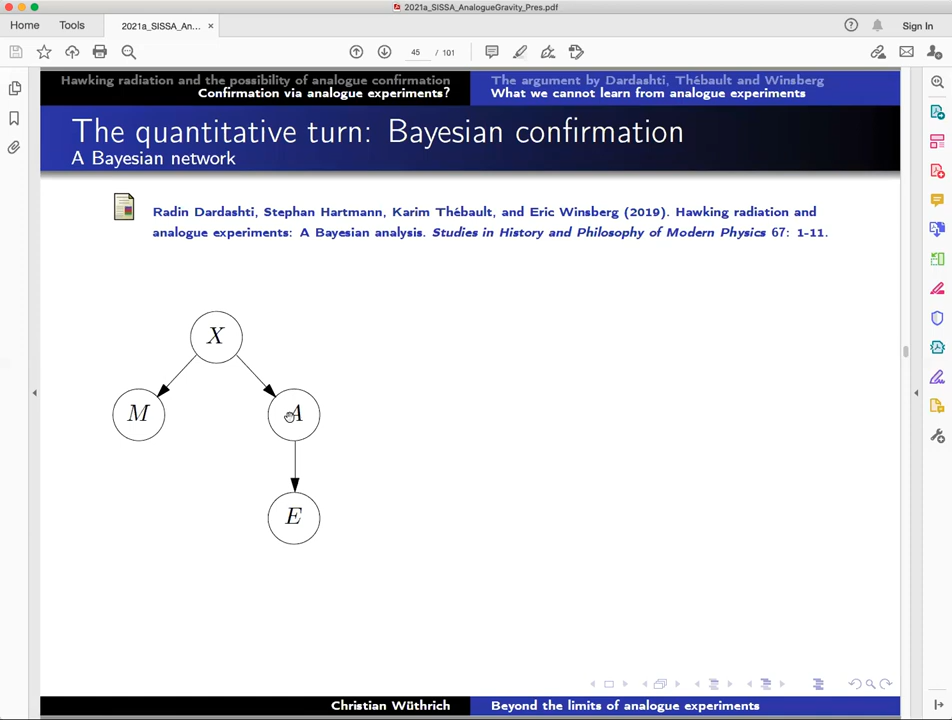 2021a_SISSA_AnalogueGravity_Pres.pdf
Home Tools 2021a_SISSA_An... × Sign In
45 / 101
Hawking radiation and the possibility of analogue confirmation
Confirmation via analogue experiments?
The argument by Dardashti, Thébault and Winsberg
What we cannot learn from analogue experiments
The quantitative turn: Bayesian confirmation
A Bayesian network
Radin Dardashti, Stephan Hartmann, Karim Thébault, and Eric Winsberg (2019). Hawking radiation and
analogue experiments: A Bayesian analysis. Studies in History and Philosophy of Modern Physics 67: 1-11.
X
M
A
E
Christian Wüthrich
Beyond the limits of analogue experiments